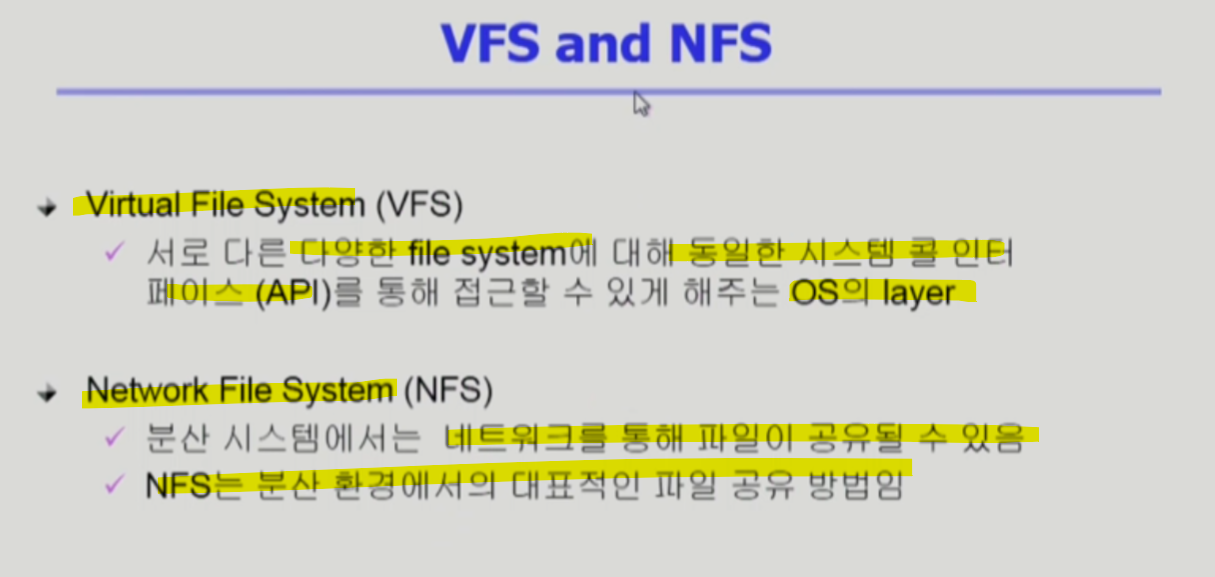 VFS and NFS
Virtual File System (VFS)
서로 다른 다양한 file system에 대해 동일한 시스템 콜 인터
페이스 (API)를 통해 접근할 수 있게 해주는 OS의 layer
Network File System (NFS)
분산 시스템에서는 네트워크를 통해 파일이 공유될 수 있음
NFS는 분산 환경에서의 대표적인 파일 공유 방법임